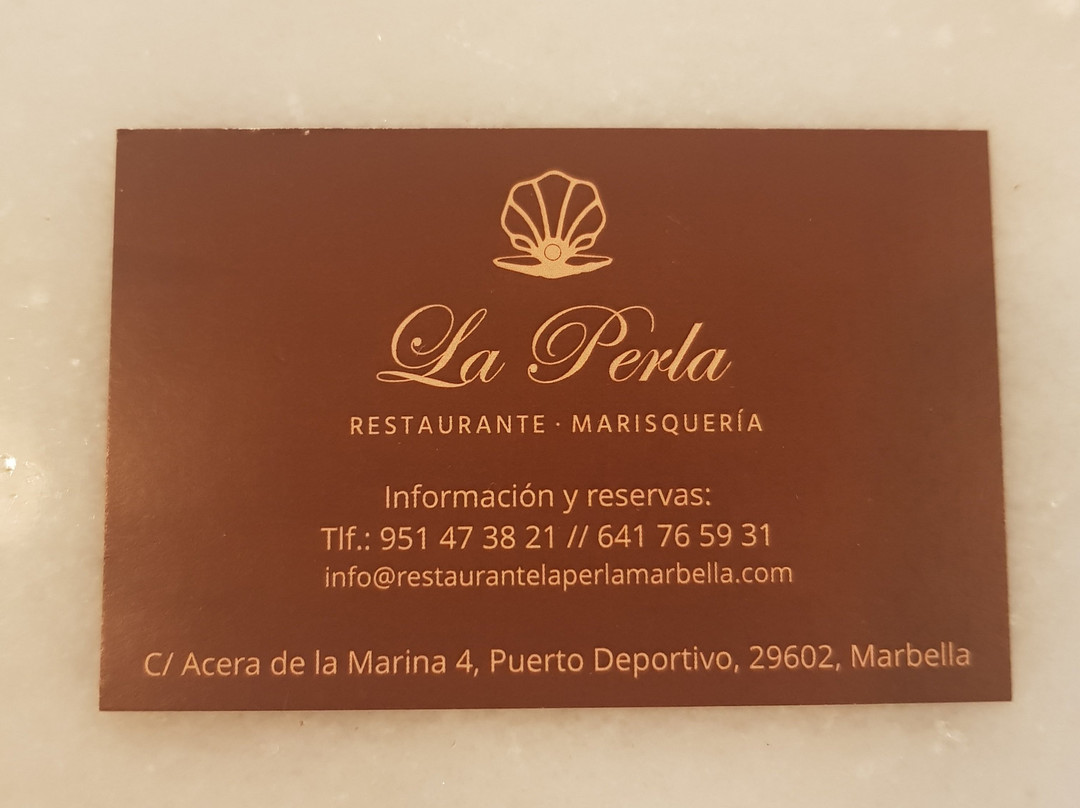 La Perla
RESTAURANTE · MARISQUERÍA
Información y reservas:
Tlf.: 951 47 38 21 // 641 76 59 31
info@restaurantelaperlamarbella.com
C/ Acera de la Marina 4, Puerto Deportivo, 29602, Marbella